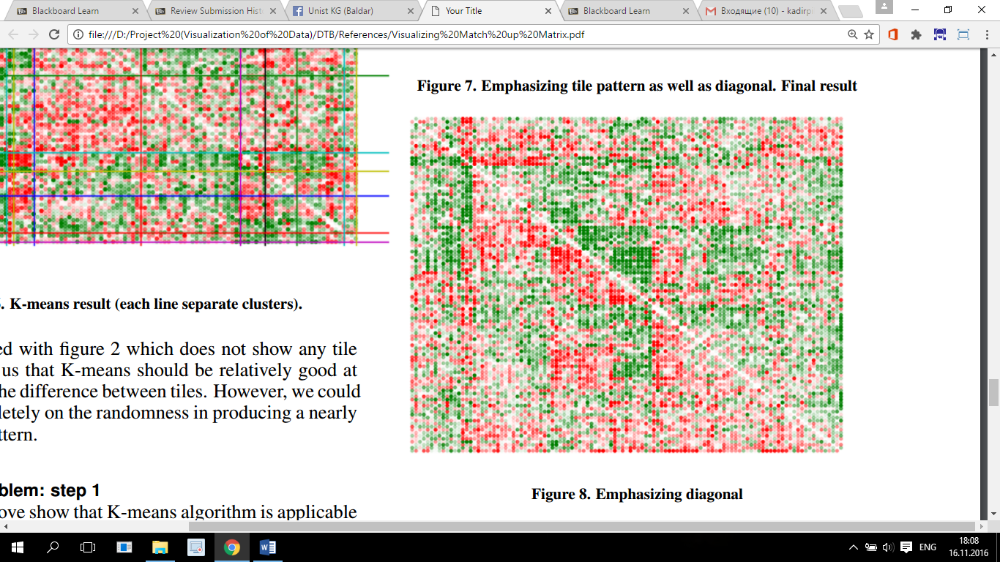 Blackboard Learn
Review Submission Hist
Unist KG (Baldar)
Your Title
Blackboard Learn
Входящие (10) - kadirpe
file:///D:/Project%20(Visualization%20of%20Data)/DTB/References/Visualizing%20Match%20up%20Matrix.pdf
Figure 7. Emphasizing tile pattern as well as diagonal. Final result
. K-means result (each line separate clusters).
ed with figure 2 which does not show any tile
us that K-means should be relatively good at
he difference between tiles. However, we could
letely on the randomness in producing a nearly
ttern.
blem: step 1
ove show that K-means algorithm is applicable
Figure 8. Emphasizing diagonal
ENG
18:08
16.11.2016